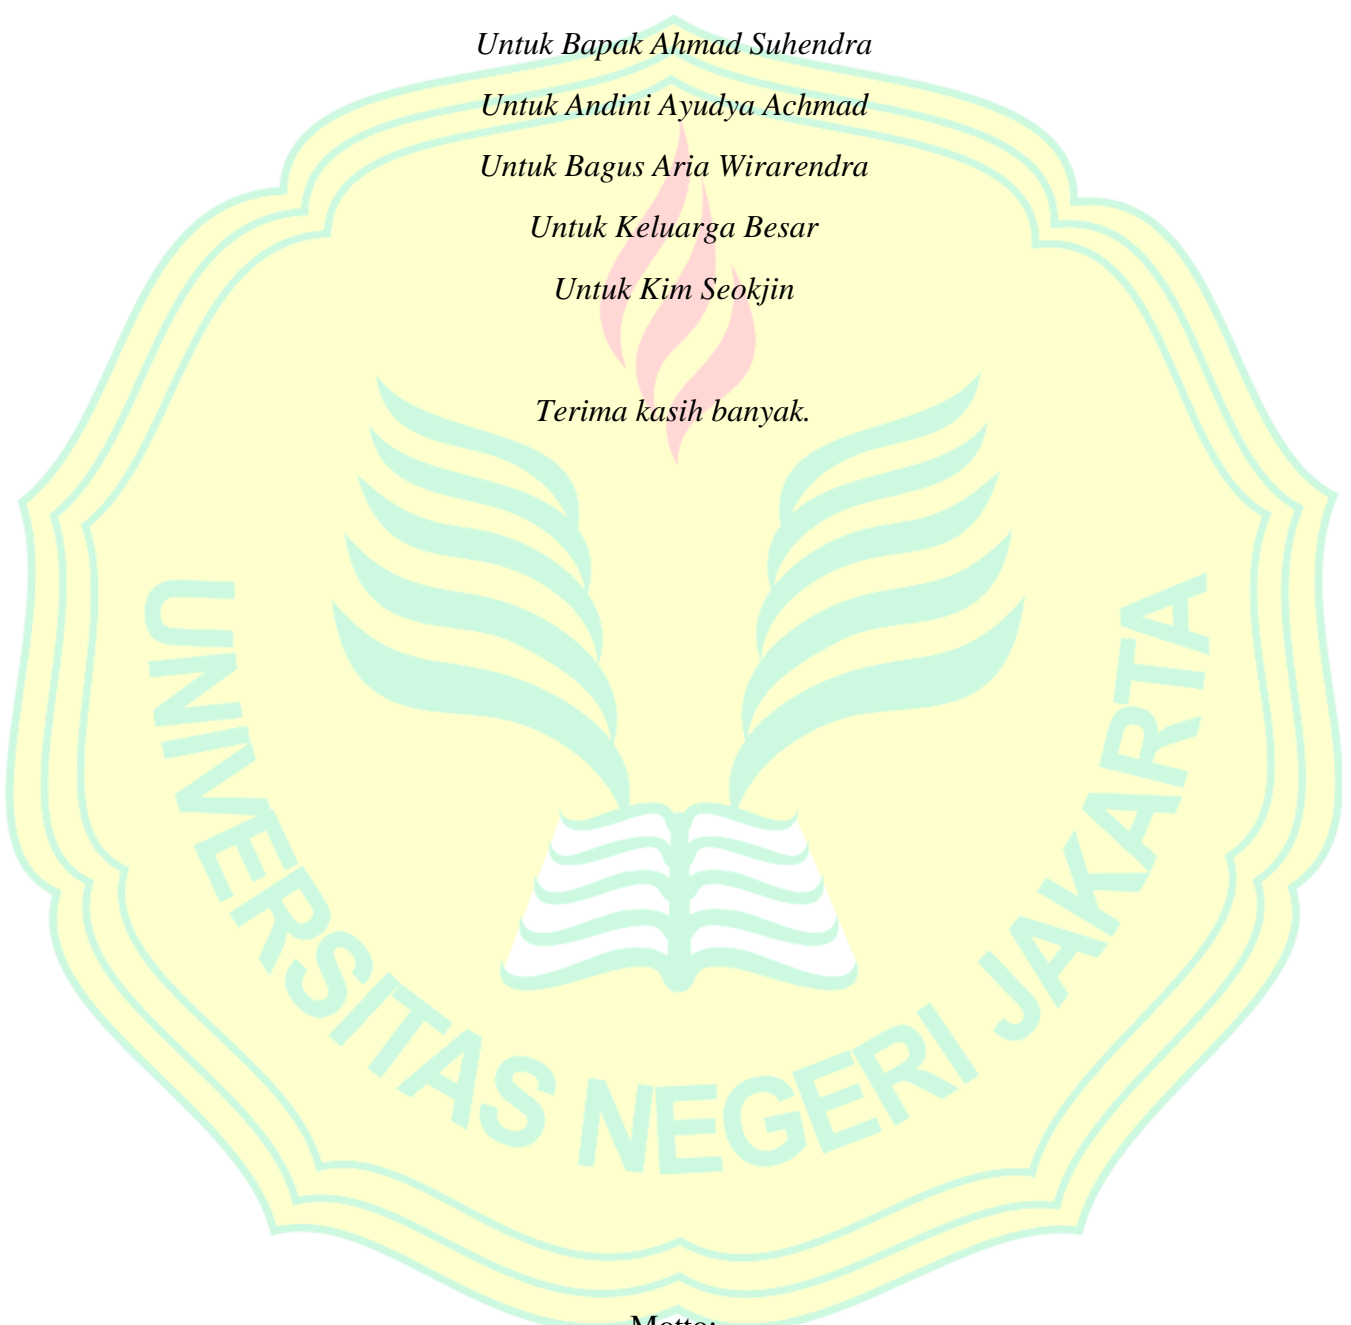 Untuk Bapak Ahmad Suhendra
Untuk Andini Ayudya Achmad
Untuk Bagus Aria Wirarendra
Untuk Keluarga Besar
Untuk Kim Seokjin
Terima kasih banyak.
UNIVERSITAS NEGERI JAKARTA
Motto: